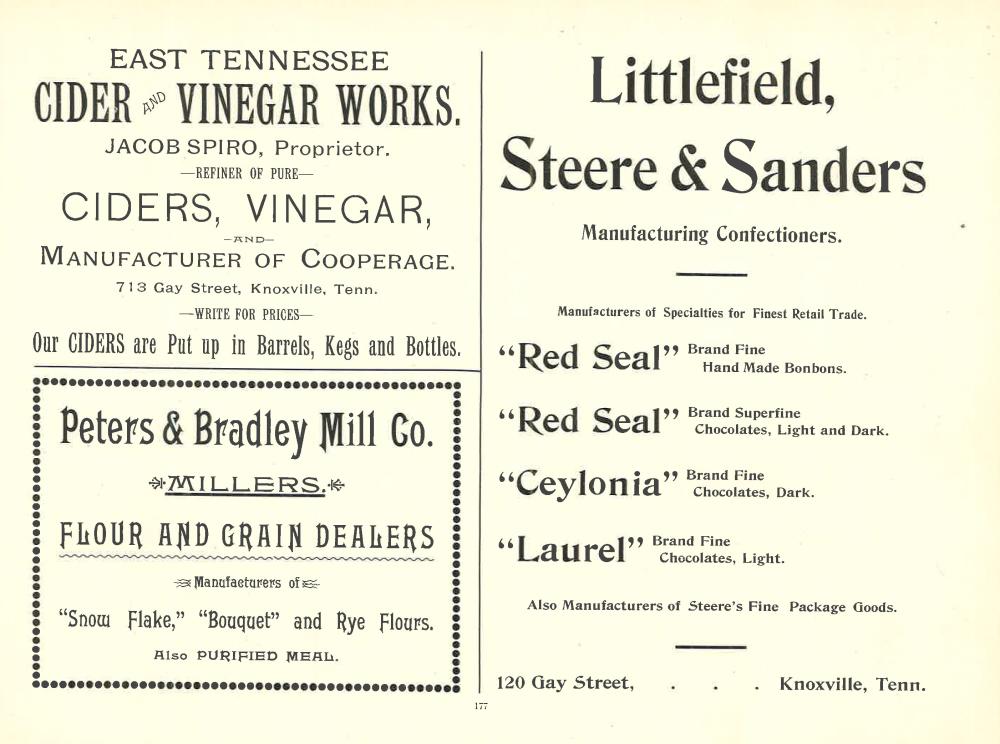 EAST TENNESSEE
CIDER AND VINEGAR WORKS.
JACOB SPIRO, Proprietor.
—REFINER OF PURE—
CIDERS, VINEGAR,
—AND—
MANUFACTURER OF COOPERAGE.
713 Gay Street, Knoxville, Tenn.
—WRITE FOR PRICES—
Our CIDERS are Put up in Barrels, Kegs and Bottles.
Peters & Bradley Mill Co.
MILLERS.
FLOUR AND GRAIN DEALERS
Manufacturers of
“Snow Flake,” “Bouquet” and Rye Flours.
Also PURIFIED MEAL.
Littlefield,
Steere & Sanders
Manufacturing Confectioners.
Manufacturers of Specialties for Finest Retail Trade.
“Red Seal” Brand Fine
Hand Made Bonbons.
“Red Seal” Brand Superfine
Chocolates, Light and Dark.
“Ceylonia” Brand Fine
Chocolates, Dark.
“Laurel” Brand Fine
Chocolates, Light.
Also Manufacturers of Steere’s Fine Package Goods.
120 Gay Street, . . . Knoxville, Tenn.
177